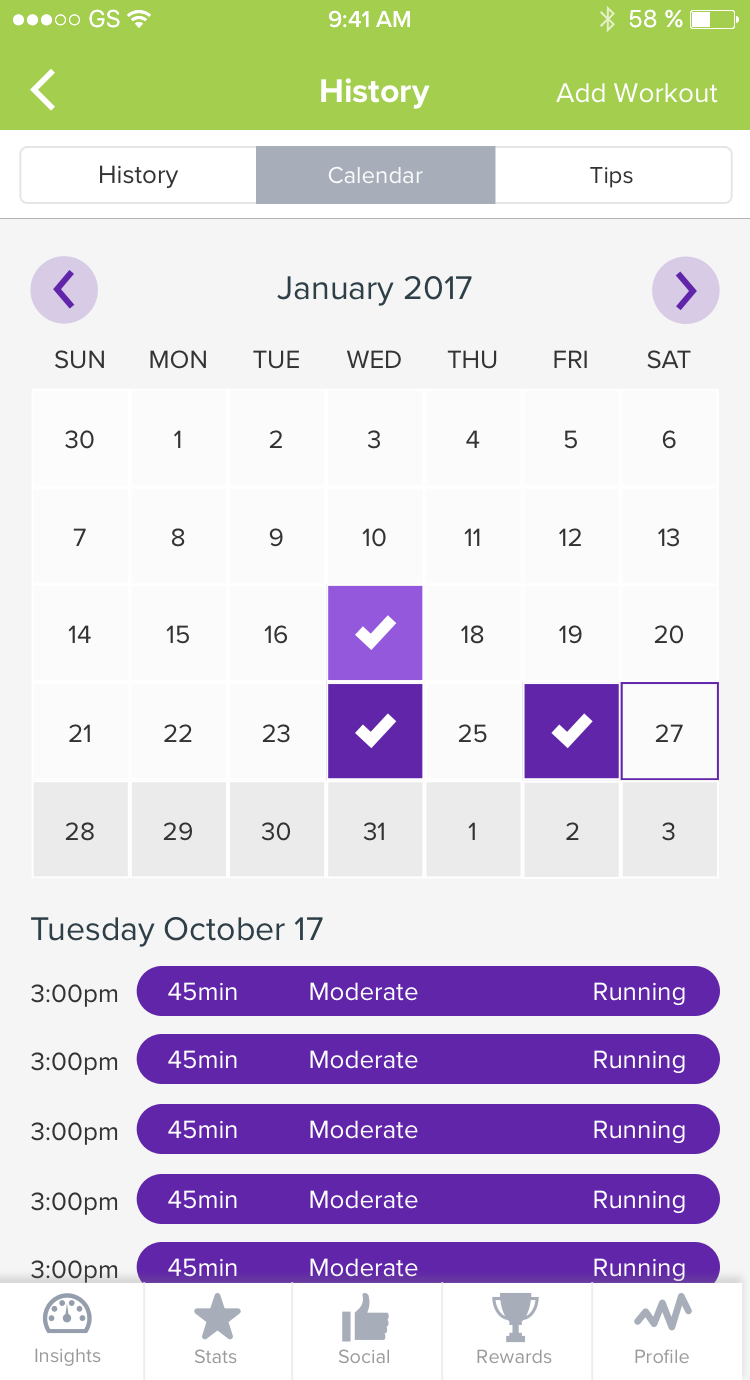 GS 9:41 AM 58 %
History Add Workout
History Calendar Tips
January 2017
SUN MON TUE WED THU FRI SAT
30 1 2 3 4 5 6
7 8 9 10 11 12 13
14 15 16 18 19 20
21 22 23 25 27
28 29 30 31 1 2 3
Tuesday October 17
3:00pm 45min Moderate Running
3:00pm 45min Moderate Running
3:00pm 45min Moderate Running
3:00pm 45min Moderate Running
3:00pm 45min Moderate Running
Insights Stats Social Rewards Profile